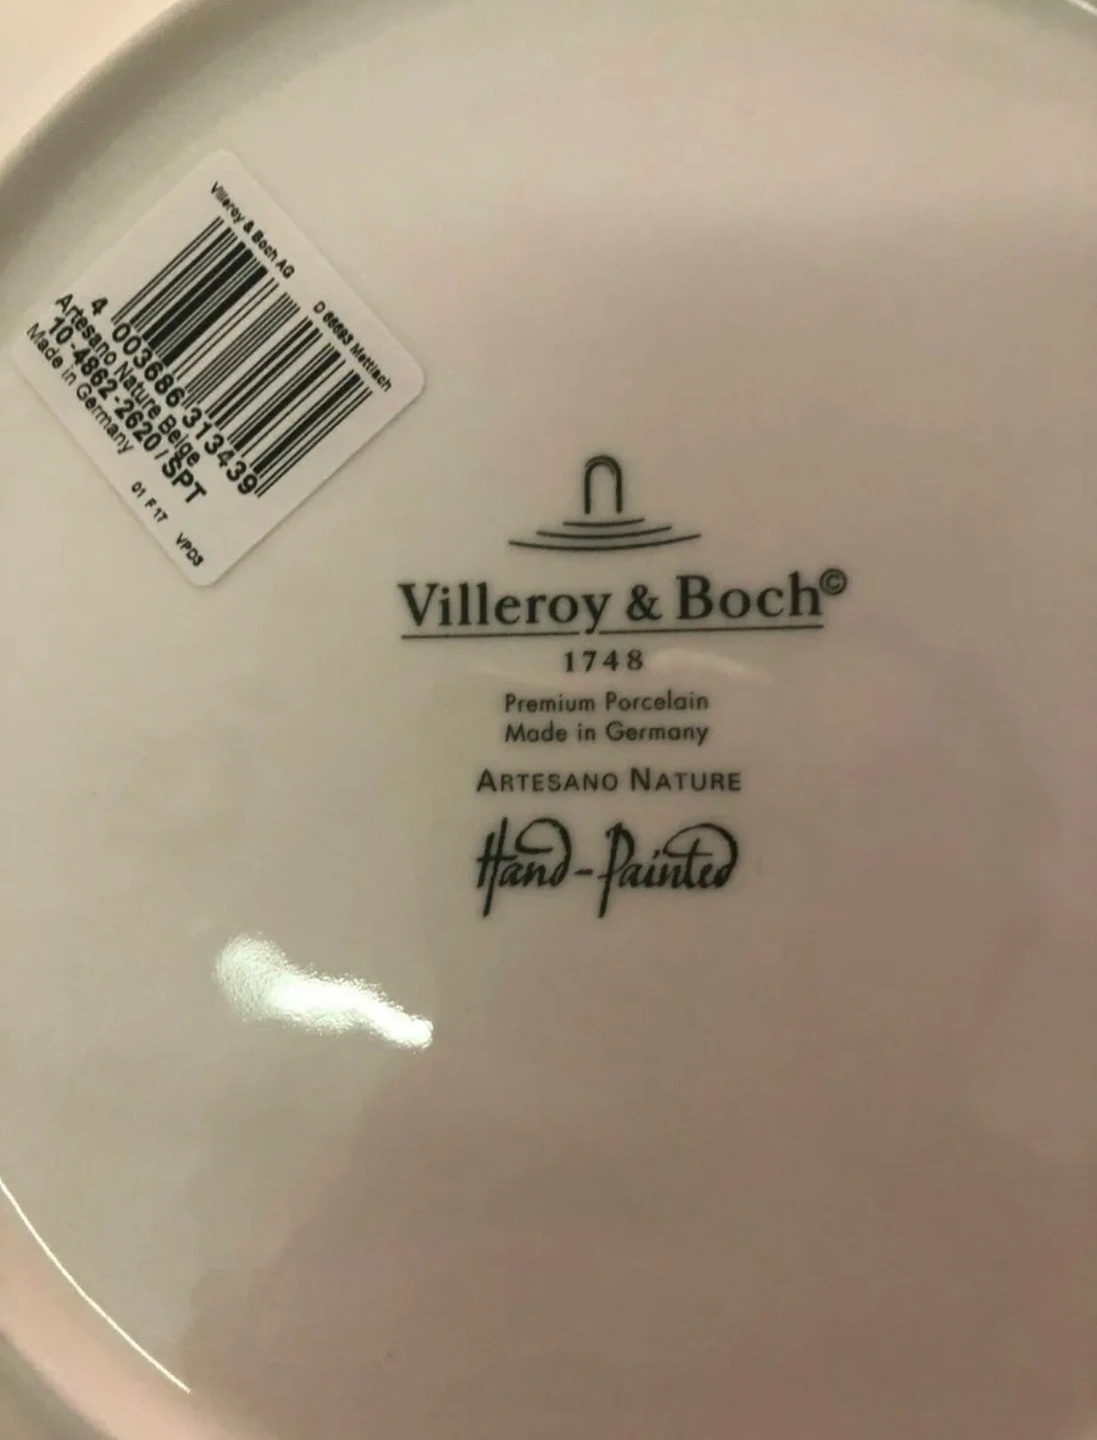 Villeroy & Boch AG D 66693 Mettlach
4 003686 313439
Artesano Nature Beige
10-4862-2620/SPT
Made in Germany
01 F 17 VPD3
Villeroy & Boch©
1748
Premium Porcelain
Made in Germany
ARTESANO NATURE
Hand-Painted